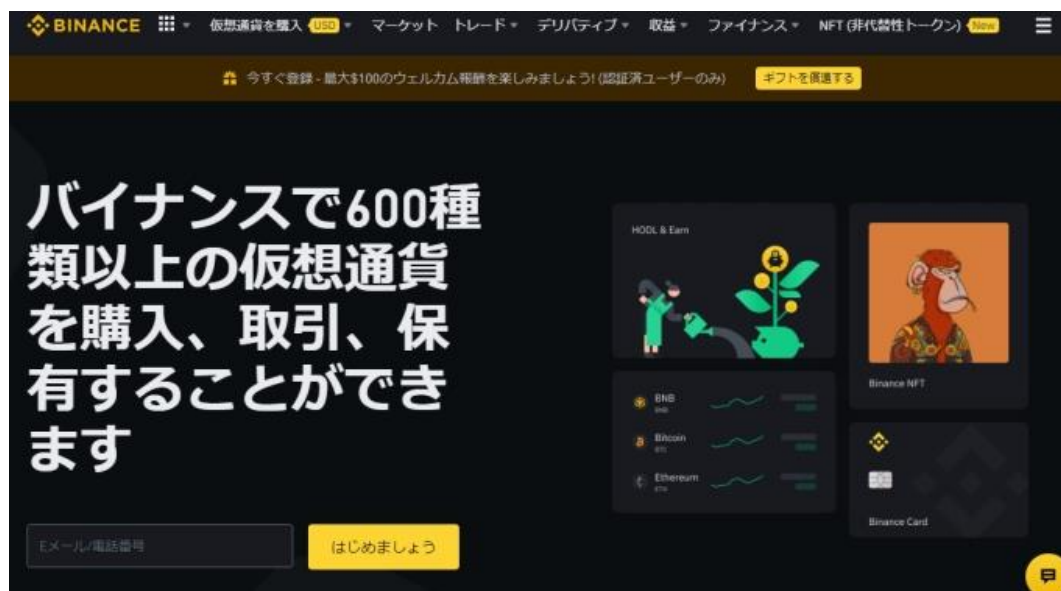 BINANCE 仮想通貨を購入 USD マーケット トレード デリバティブ 収益 ファイナンス NFT (非代替性トークン) New
今すぐ登録 - 最大$100のウェルカム報酬を楽しみましょう! (認証済ユーザーのみ) ギフトを償還する
バイナンスで600種
類以上の仮想通貨
を購入、取引、保
有することができ
ます
Eメール/電話番号
はじめましょう
HODL & Earn
BNB
BNB
Bitcoin
BTC
Ethereum
ETH
Binance NFT
Binance Card